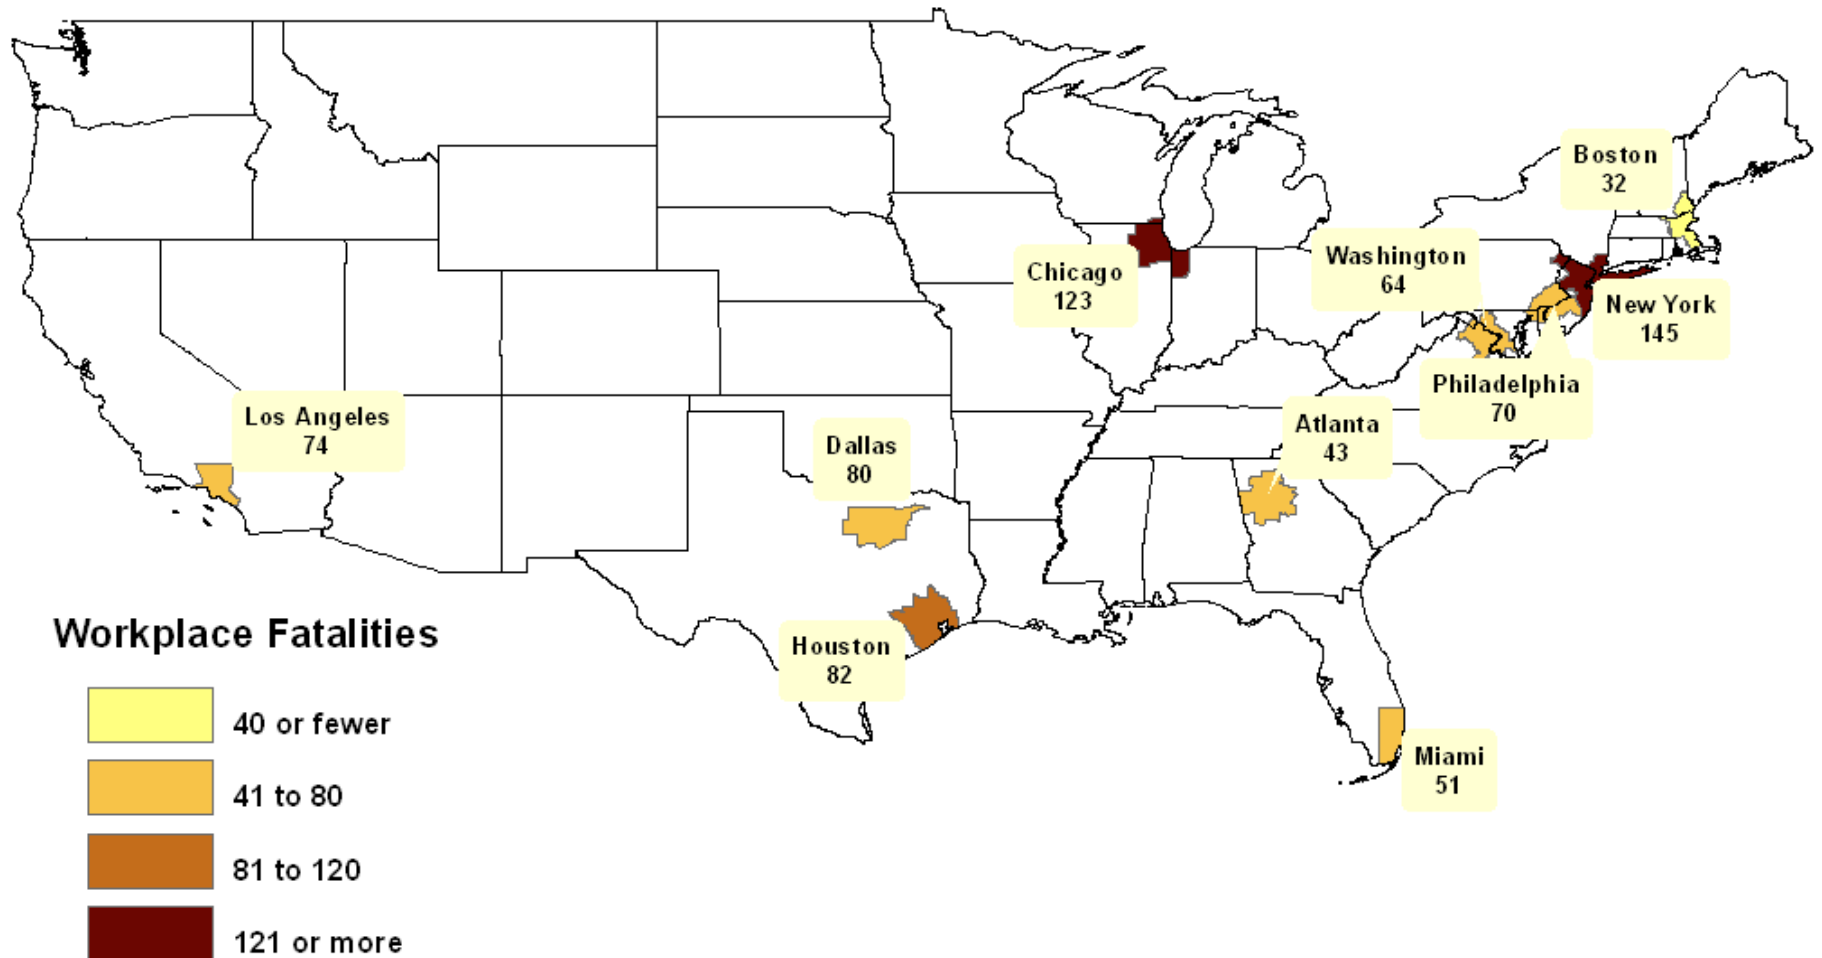 Boston
32
Washington
64
Chicago
123
New York
145
Philadelphia
70
Los Angeles
74
Atlanta
43
Dallas
80
Houston
82
Miami
51
Workplace Fatalities
40 or fewer
41 to 80
81 to 120
121 or more